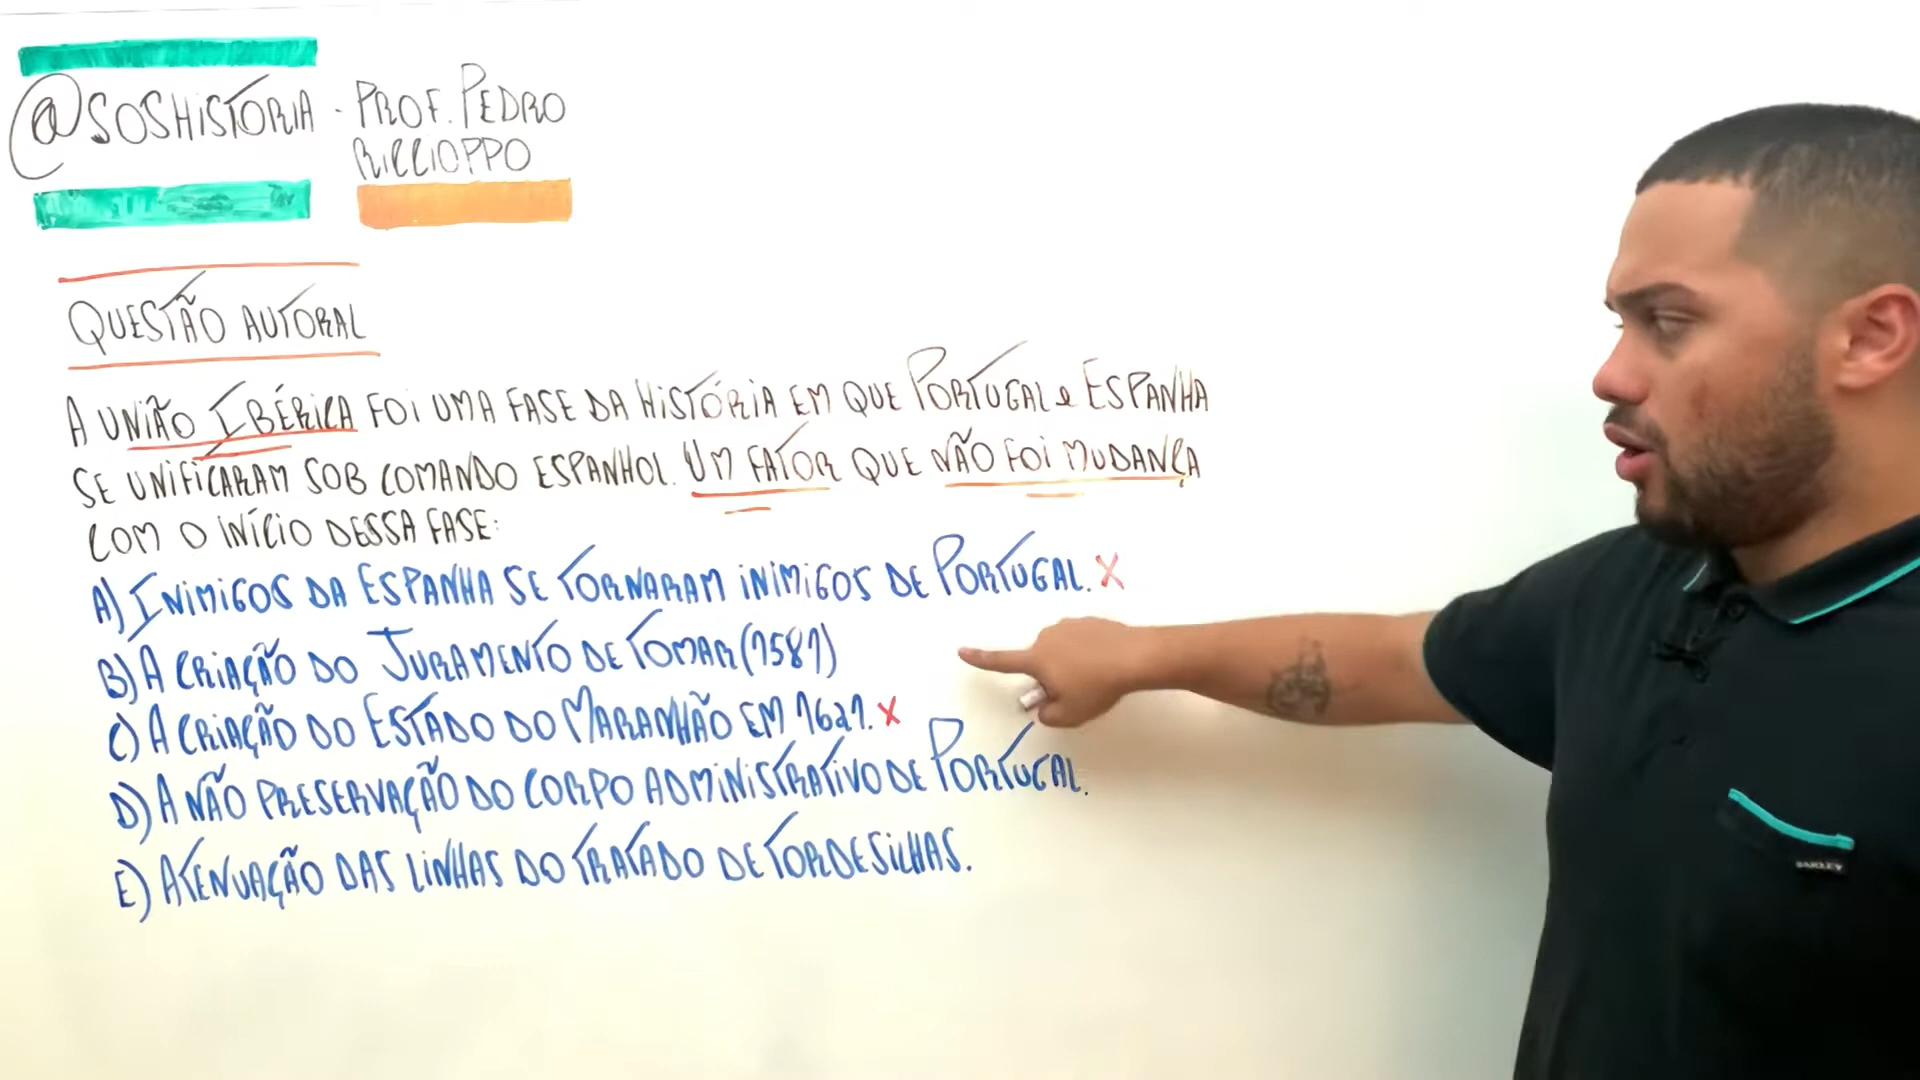 @SOSHISTORIA - PROF. PEDRO
RICCIOPPO
QUESTÃO AUTORAL
A UNIÃO IBÉRICA FOI UMA FASE DA HISTÓRIA EM QUE PORTUGAL e ESPANHA
SE UNIFICARAM SOB COMANDO ESPANHOL. UM FATOR QUE NÃO FOI MUDANÇA
COM O INÍCIO DESSA FASE:
A) INIMIGOS DA ESPANHA SE TORNARAM INIMIGOS DE PORTUGAL. X
B) A CRIAÇÃO DO JURAMENTO DE TOMAR (1581)
C) A CRIAÇÃO DO ESTADO DO MARANHÃO EM 1621. X
D) A NÃO PRESERVAÇÃO DO CORPO ADMINISTRATIVO DE PORTUGAL.
E) ATENUAÇÃO DAS LINHAS DO TRATADO DE TORDESILHAS.
OAKLEY